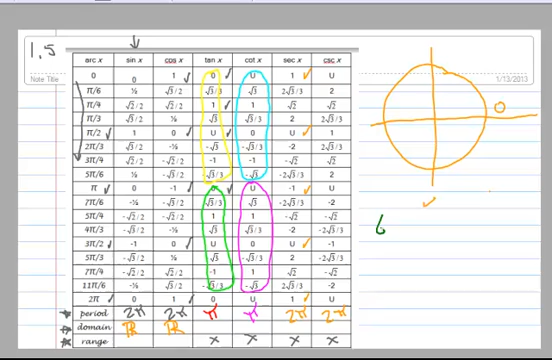 1.5
Note Title
1/13/2013
arc x sin x cos x tan x cot x sec x csc x
0 0 1 0 U 1 U
π/6 ½ √3/2 √3/3 √3 2√3/3 2
π/4 √2/2 √2/2 1 1 √2 √2
π/3 √3/2 ½ √3 √3/3 2 2√3/3
π/2 1 0 U 0 U 1
2π/3 √3/2 -½ -√3 -√3/3 -2 2√3/3
3π/4 √2/2 -√2/2 -1 -1 -√2 √2
5π/6 ½ -√3/2 -√3/3 -√3 -2√3/3 2
π 0 -1 0 U -1 U
7π/6 -½ -√3/2 √3/3 √3 -2√3/3 -2
5π/4 -√2/2 -√2/2 1 1 -√2 -√2
4π/3 -√3/2 -½ √3 √3/3 -2 -2√3/3
3π/2 -1 0 U 0 U -1
5π/3 -√3/2 ½ -√3 -√3/3 2 -2√3/3
7π/4 -√2/2 √2/2 -1 1 √2 -√2
11π/6 -½ √3/2 -√3/3 -√3 2√3/3 -2
2π 0 1 0 U 1 U
period 2π 2π π π 2π 2π
domain ℝ ℝ
range x x x x
0
6